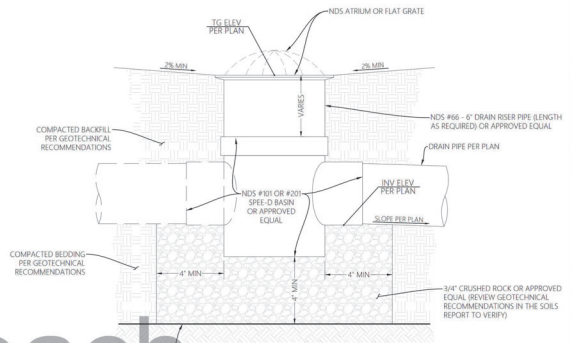 NDS ATRIUM OR FLAT GRATE
TG ELEV
PER PLAN
2% MIN
2% MIN
VARIES
NDS #66 - 6" DRAIN RISER PIPE (LENGTH
AS REQUIRED) OR APPROVED EQUAL
COMPACTED BACKFILL
PER GEOTECHNICAL
RECOMMENDATIONS
DRAIN PIPE PER PLAN
NDS #101 OR #201
SPEE-D BASIN
OR APPROVED
EQUAL
INV ELEV
PER PLAN
SLOPE PER PLAN
COMPACTED BEDDING
PER GEOTECHNICAL
RECOMMENDATIONS
4" MIN
4" MIN
4" MIN
3/4" CRUSHED ROCK OR APPROVED
EQUAL (REVIEW GEOTECHNICAL
RECOMMENDATIONS IN THE SOILS
REPORT TO VERIFY)